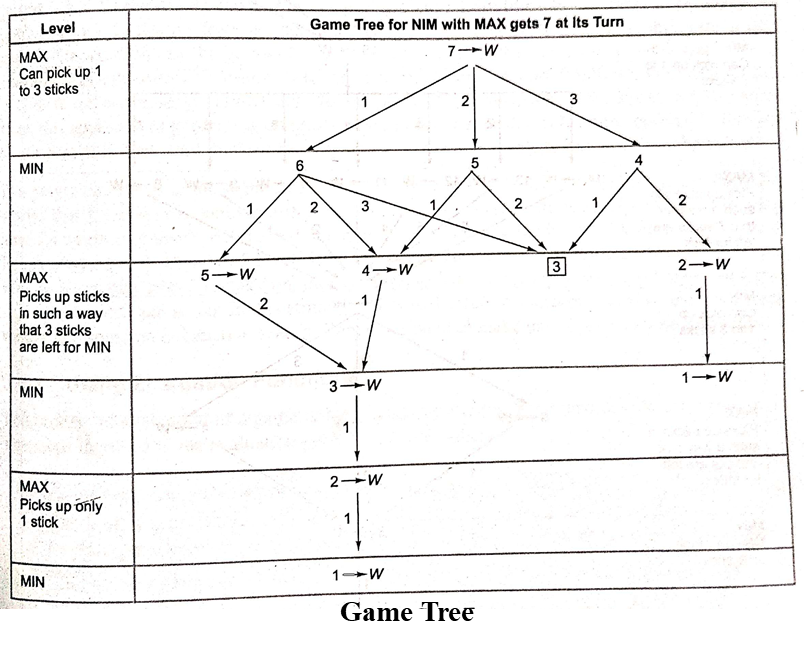 Level
Game Tree for NIM with MAX gets 7 at Its Turn
MAX
Can pick up 1
to 3 sticks
7 → W
1 2 3
MIN
6 5 4
1 2 3 1 2 1 2
MAX
Picks up sticks
in such a way
that 3 sticks
are left for MIN
5 → W 4 → W 3 2 → W
2 1 1
MIN
3 → W 1 → W
1
MAX
Picks up only
1 stick
2 → W
1
MIN
1 → W
Game Tree